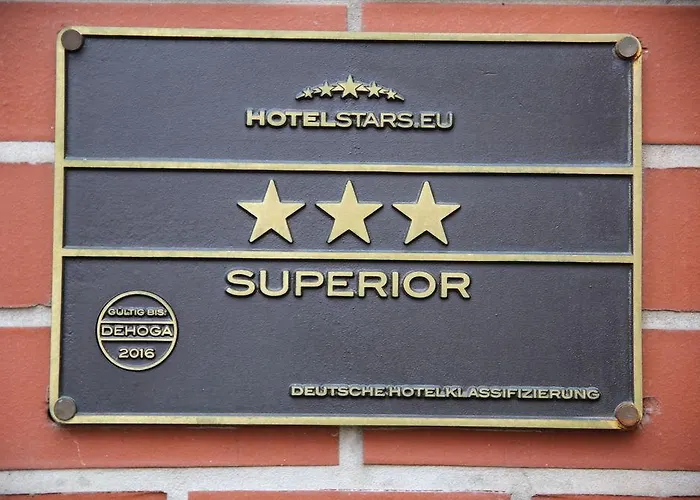 HOTELSTARS.EU
SUPERIOR
GÜLTIG BIS:
DEHOGA
2016
DEUTSCHE HOTELKLASSIFIZIERUNG